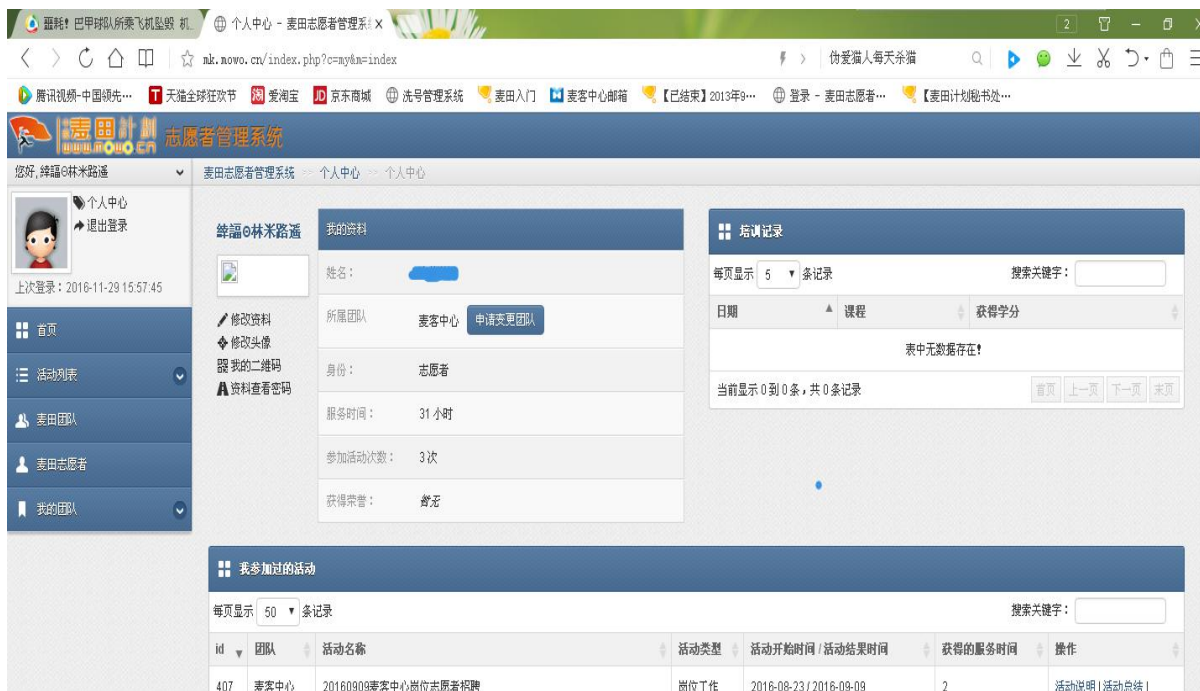 噩耗! 巴甲球队所乘飞机坠毁 机 个人中心 - 麦田志愿者管理系 × 2
mk.mowo.cn/index.php?c=my&m=index 伪爱猫人每天杀猫
腾讯视频-中国领先… 天猫全球狂欢节 爱淘宝 京东商城 洗号管理系统 麦田入门 麦客中心邮箱 【已结束】2013年9… 登录 - 麦田志愿者… 【麦田计划秘书处…
麦田計劃 志愿者管理系统
www.mowo.cn
您好, 林米路遥 麦田志愿者管理系统 >> 个人中心 >> 个人中心
个人中心
退出登录
上次登录：2016-11-29 15:57:45
首页
活动列表
麦田团队
麦田志愿者
我的团队
林米路遥
修改资料
修改头像
我的二维码
资料查看密码
我的资料
姓名：
所属团队 麦客中心 申请变更团队
身份： 志愿者
服务时间： 31 小时
参加活动次数： 3 次
获得荣誉： 暂无
培训记录
每页显示 5 条记录 搜索关键字：
日期 课程 获得学分
表中无数据存在!
当前显示 0 到 0 条，共 0 条记录 首页 上一页 下一页 末页
我参加过的活动
每页显示 50 条记录 搜索关键字：
id 团队 活动名称 活动类型 活动开始时间 / 活动结果时间 获得的服务时间 操作
407 麦客中心 20160909麦客中心岗位志愿者招聘 岗位工作 2016-08-23 / 2016-09-09 2 活动说明 | 活动总结 |